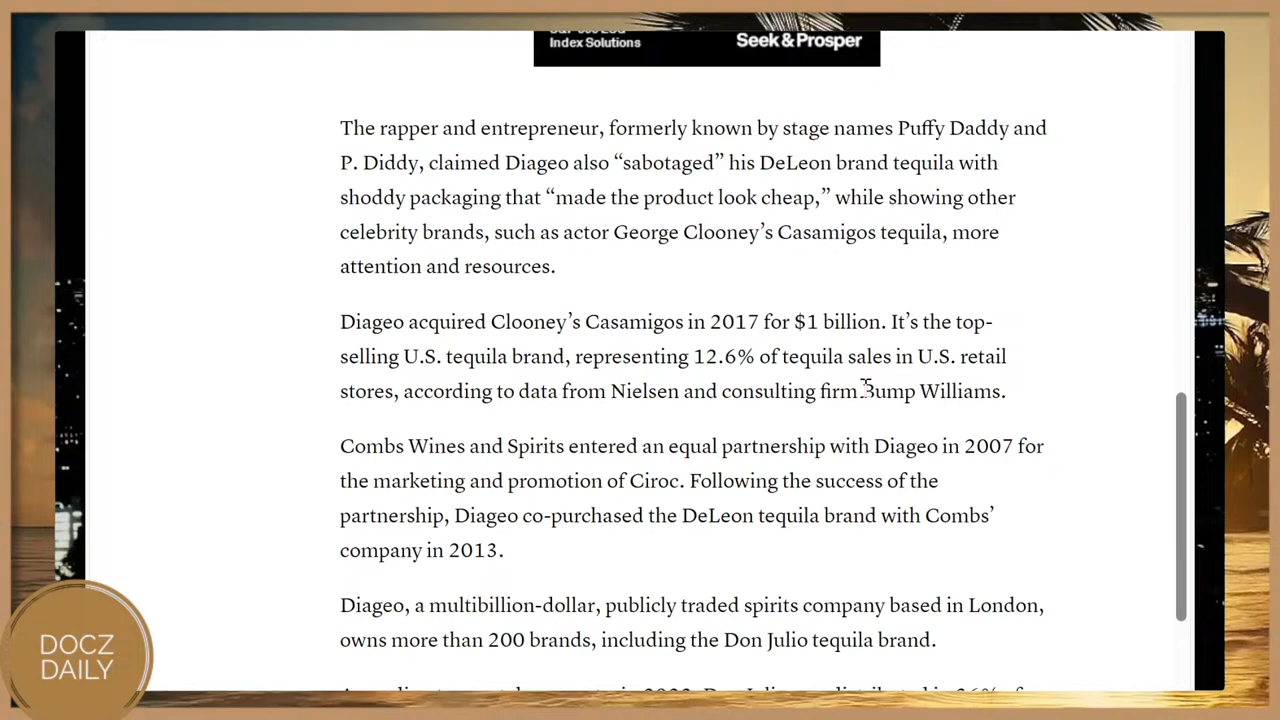 Index Solutions
Seek & Prosper
The rapper and entrepreneur, formerly known by stage names Puffy Daddy and
P. Diddy, claimed Diageo also “sabotaged” his DeLeon brand tequila with
shoddy packaging that “made the product look cheap,” while showing other
celebrity brands, such as actor George Clooney’s Casamigos tequila, more
attention and resources.
Diageo acquired Clooney’s Casamigos in 2017 for $1 billion. It’s the top-
selling U.S. tequila brand, representing 12.6% of tequila sales in U.S. retail
stores, according to data from Nielsen and consulting firm Bump Williams.
Combs Wines and Spirits entered an equal partnership with Diageo in 2007 for
the marketing and promotion of Ciroc. Following the success of the
partnership, Diageo co-purchased the DeLeon tequila brand with Combs’
company in 2013.
Diageo, a multibillion-dollar, publicly traded spirits company based in London,
owns more than 200 brands, including the Don Julio tequila brand.
DOCZ
DAILY